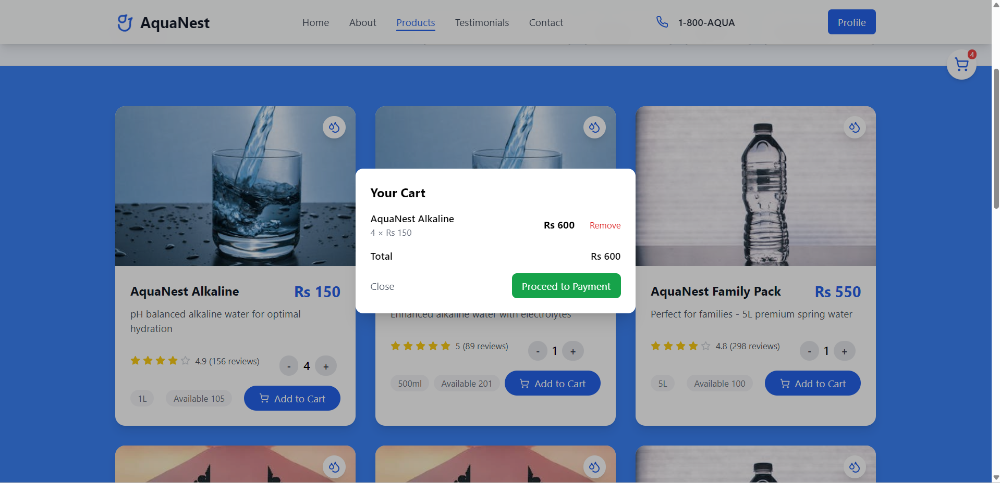 AquaNest
Home
About
Products
Testimonials
Contact
1-800-AQUA
Profile
4
Your Cart
AquaNest Alkaline
4 × Rs 150
Rs 600
Remove
Total
Rs 600
Close
Proceed to Payment
AquaNest Alkaline
Rs 150
pH balanced alkaline water for optimal
hydration
4.9 (156 reviews)
- 4 +
1L
Available 105
Add to Cart
Enhanced alkaline water with electrolytes
5 (89 reviews)
- 1 +
500ml
Available 201
Add to Cart
AquaNest Family Pack
Rs 550
Perfect for families - 5L premium spring water
4.8 (298 reviews)
- 1 +
5L
Available 100
Add to Cart